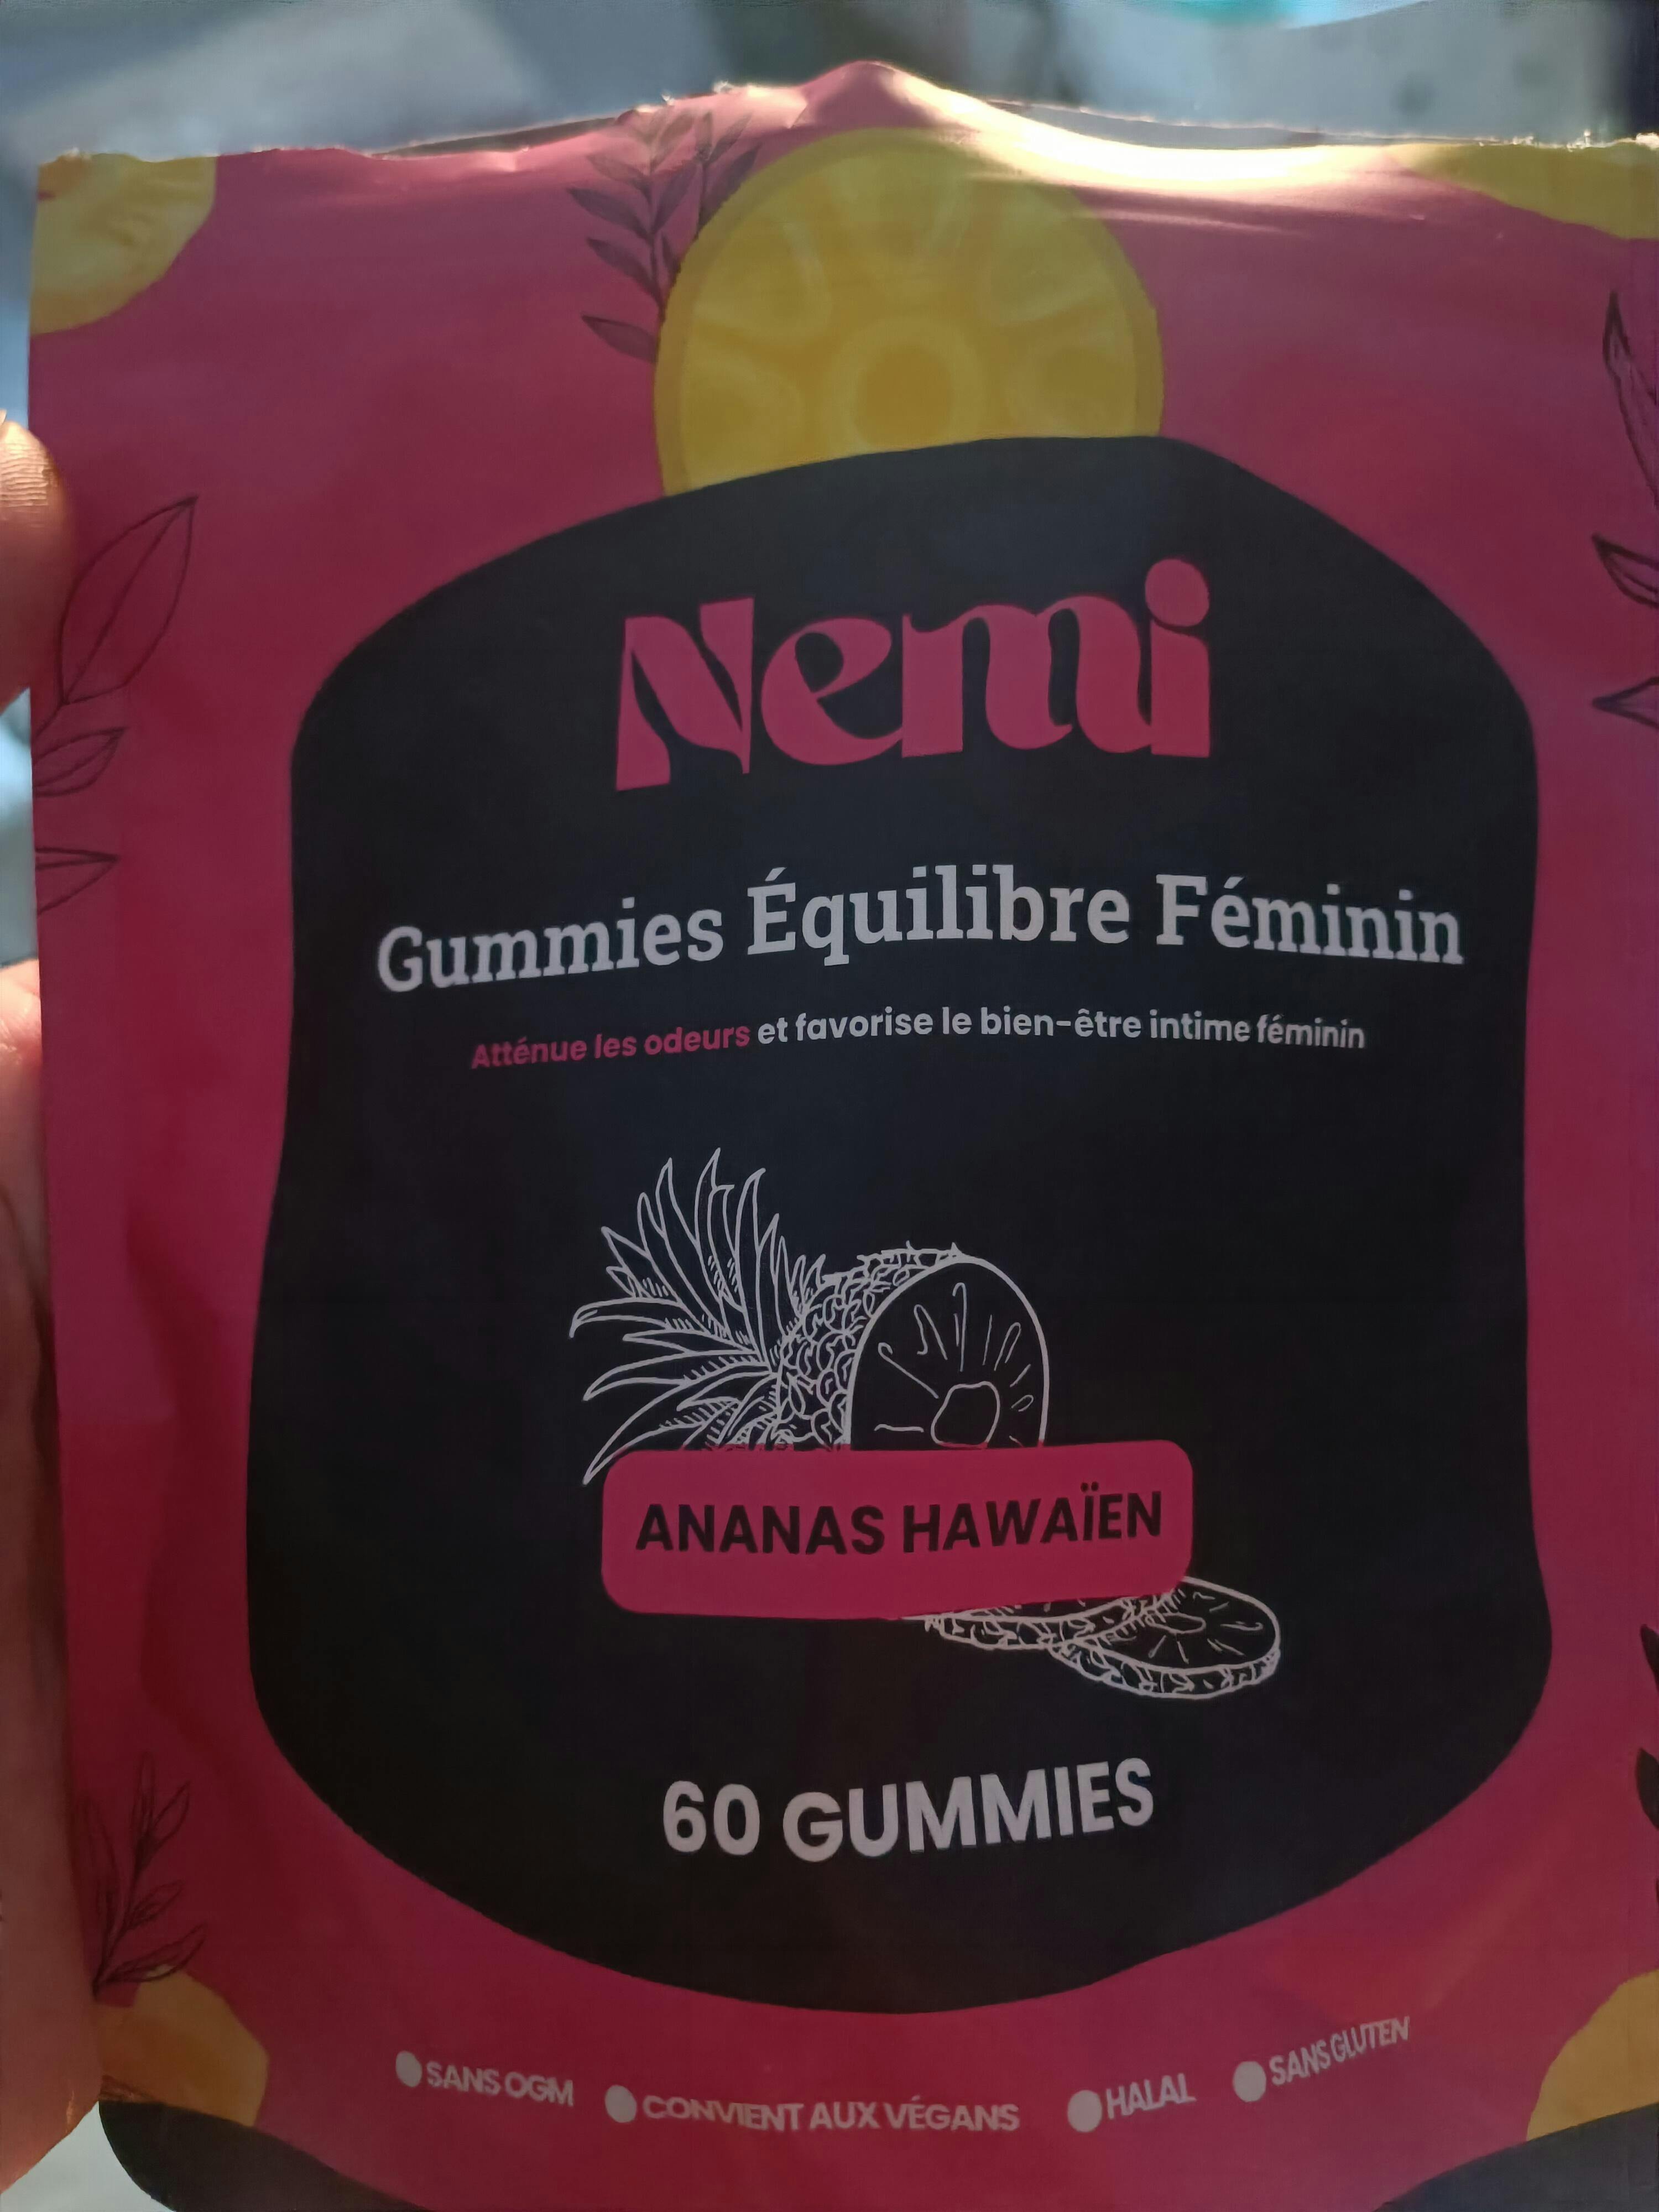 Nemi
Gummies Équilibre Féminin
Atténue les odeurs et favorise le bien-être intime féminin
ANANAS HAWAÏEN
60 GUMMIES
SANS OGM CONVIENT AUX VÉGANS HALAL SANS GLUTEN